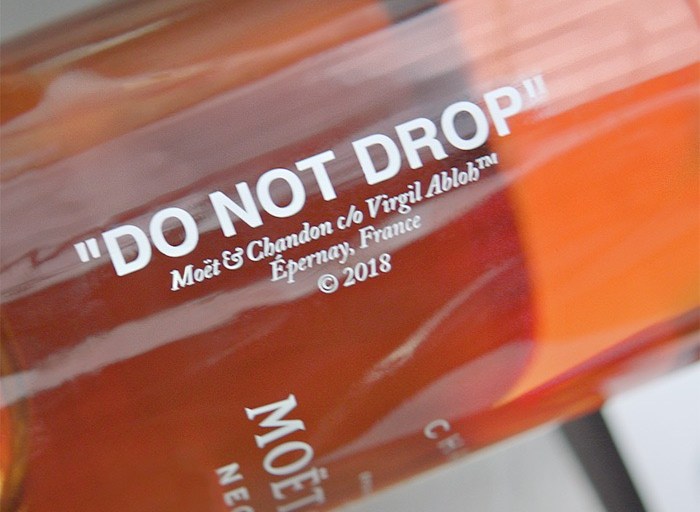 "DO NOT DROP"
Moët & Chandon c/o Virgil Abloh™
Épernay, France
© 2018
MOËT